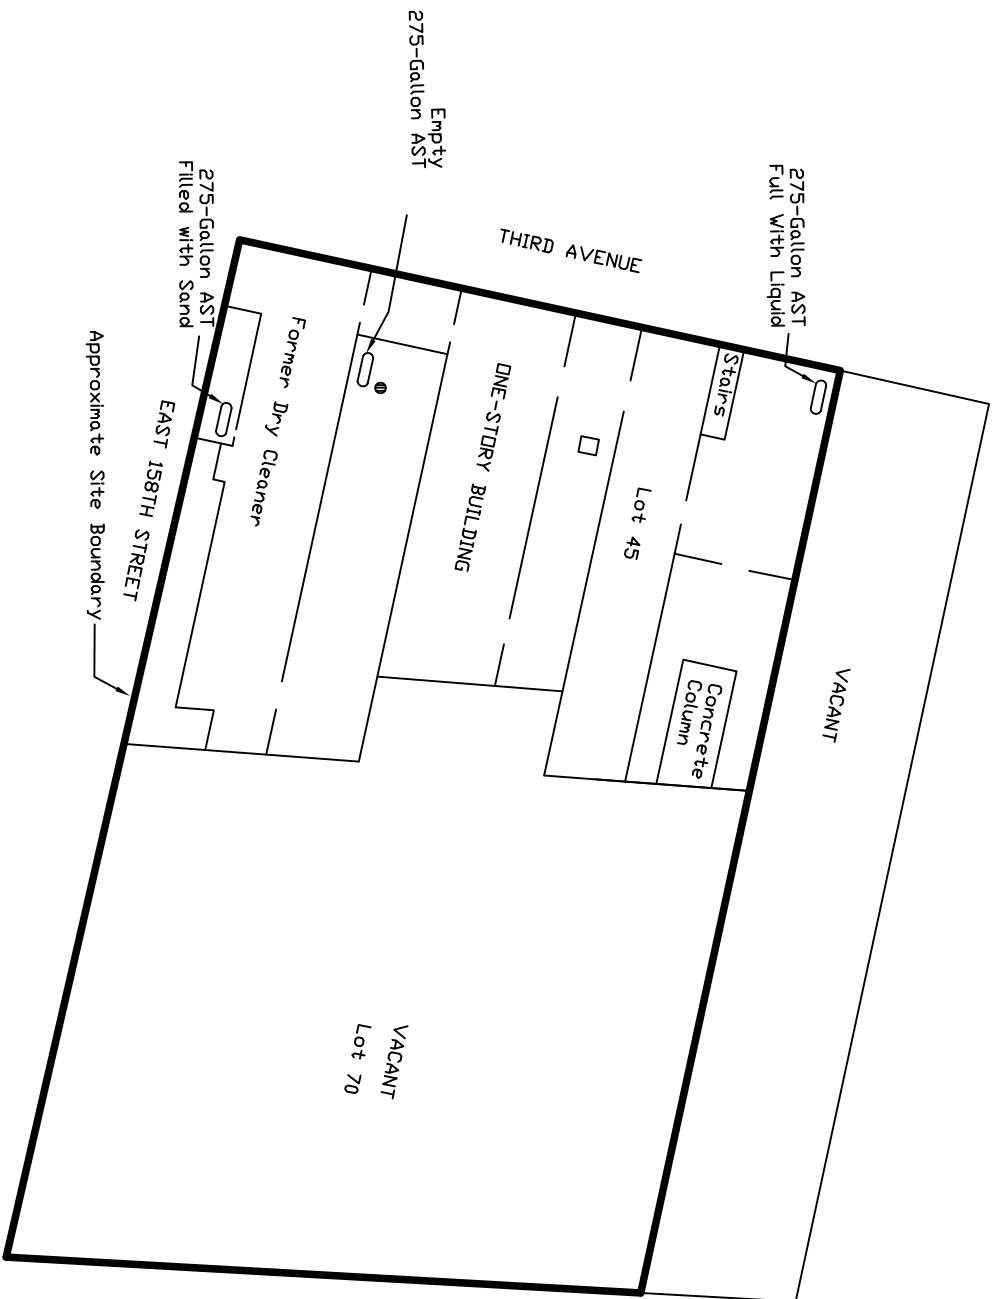 275-Gallon AST
Full With Liquid
THIRD AVENUE
Empty
275-Gallon AST
275-Gallon AST
Filled with Sand
Stairs
Lot 45
ONE-STORY BUILDING
Former Dry Cleaner
EAST 158TH STREET
Approximate Site Boundary
VACANT
Concrete
Column
VACANT
Lot 70